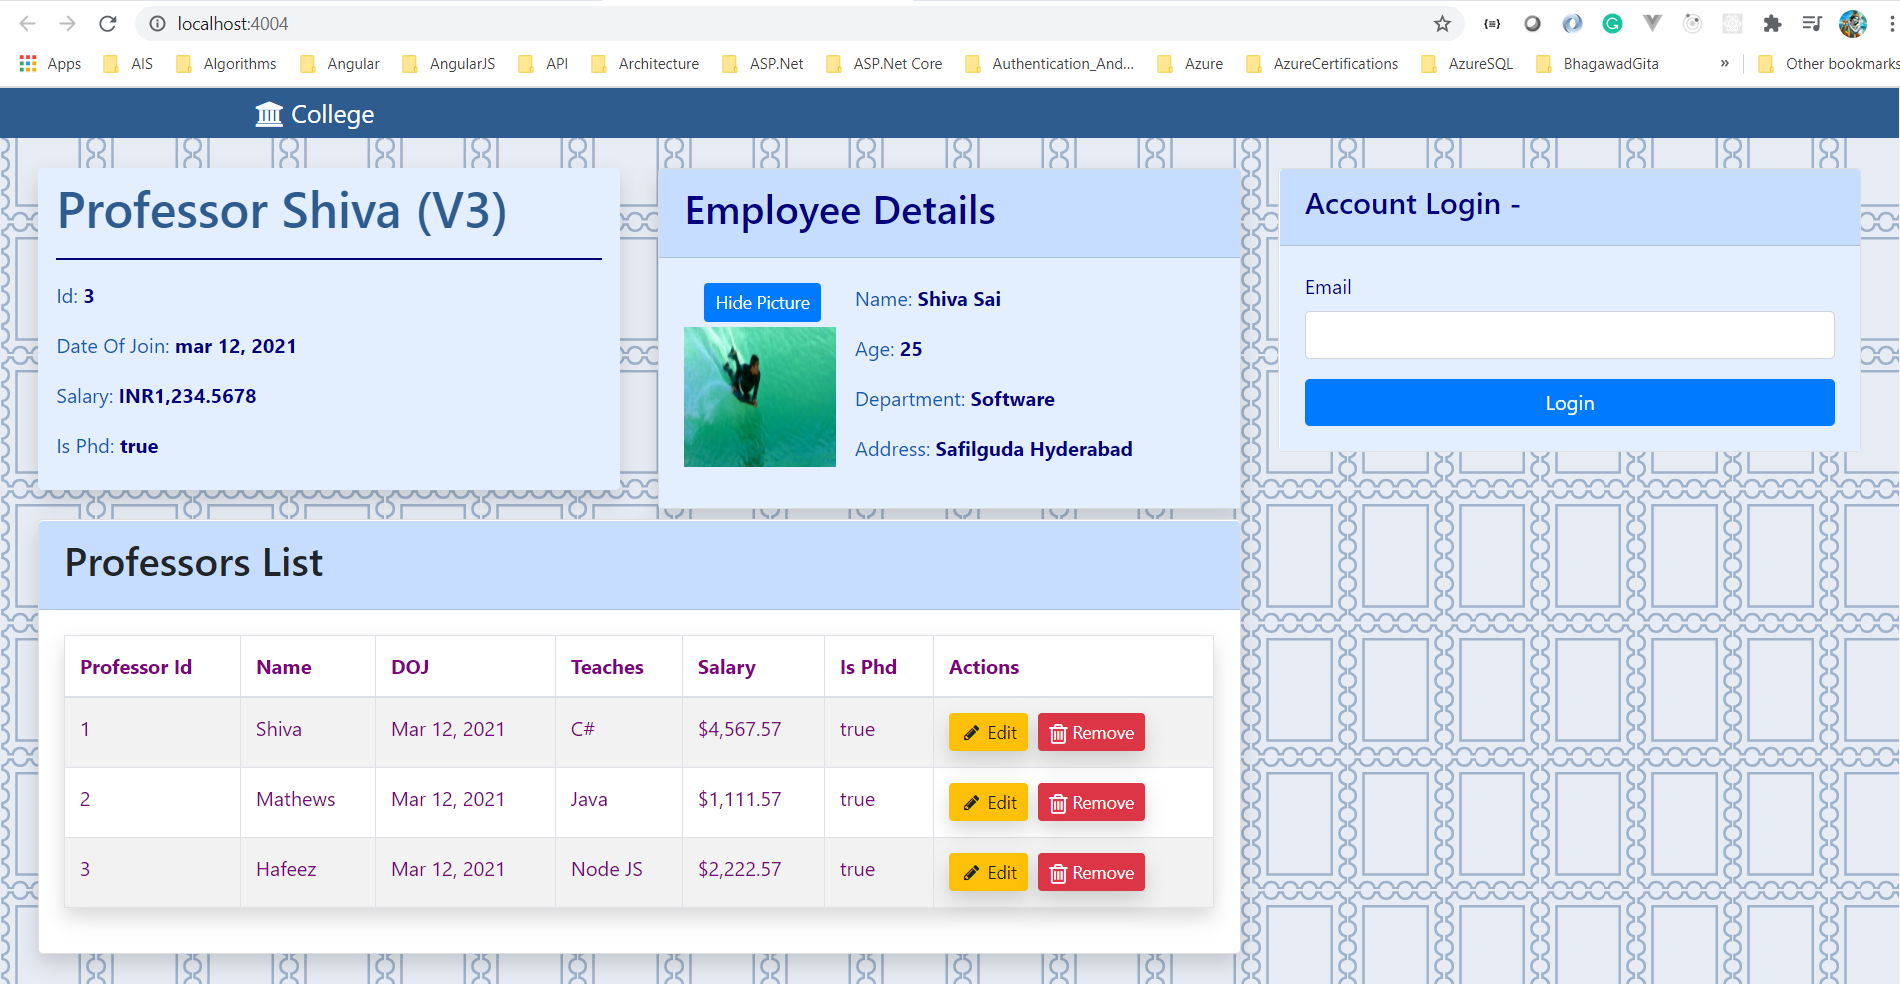 localhost:4004
Apps AIS Algorithms Angular AngularJS API Architecture ASP.Net ASP.Net Core Authentication_And... Azure AzureCertifications AzureSQL BhagawadGita » Other bookmarks
College
Professor Shiva (V3)
Id: 3
Date Of Join: mar 12, 2021
Salary: INR1,234.5678
Is Phd: true
Employee Details
Hide Picture
Name: Shiva Sai
Age: 25
Department: Software
Address: Safilguda Hyderabad
Account Login -
Email
Login
Professors List
Professor Id Name DOJ Teaches Salary Is Phd Actions
1 Shiva Mar 12, 2021 C# $4,567.57 true Edit Remove
2 Mathews Mar 12, 2021 Java $1,111.57 true Edit Remove
3 Hafeez Mar 12, 2021 Node JS $2,222.57 true Edit Remove